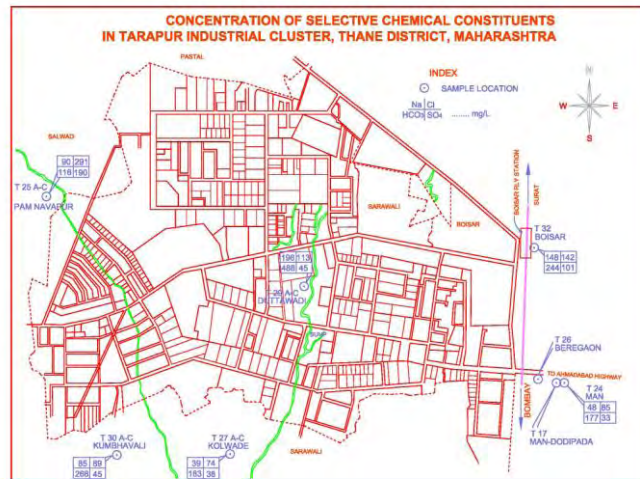 CONCENTRATION OF SELECTIVE CHEMICAL CONSTITUENTS
IN TARAPUR INDUSTRIAL CLUSTER, THANE DISTRICT, MAHARASHTRA
PASTAL
INDEX
SAMPLE LOCATION
Na Cl
HCO3 SO4 ........ mg/L
N
W E
S
SALWAD
90 291
116 190
T 25 A-C
PAM NAVAPUR
SARAWALI
BOISAR
BOISAR RLY STATION
SURAT
T 32
BOISAR
148 142
244 101
196 113
488 45
SUMP
T 26
BEREGAON
TO AHMADABAD HIGHWAY
BOMBAY
T 24
MAN
48 85
177 33
T 17
MAN-DODIPADA
T 30 A-C
KUMBHAVALI
85 89
268 45
T 27 A-C
KOLWADE
39 74
183 38
SARAWALI